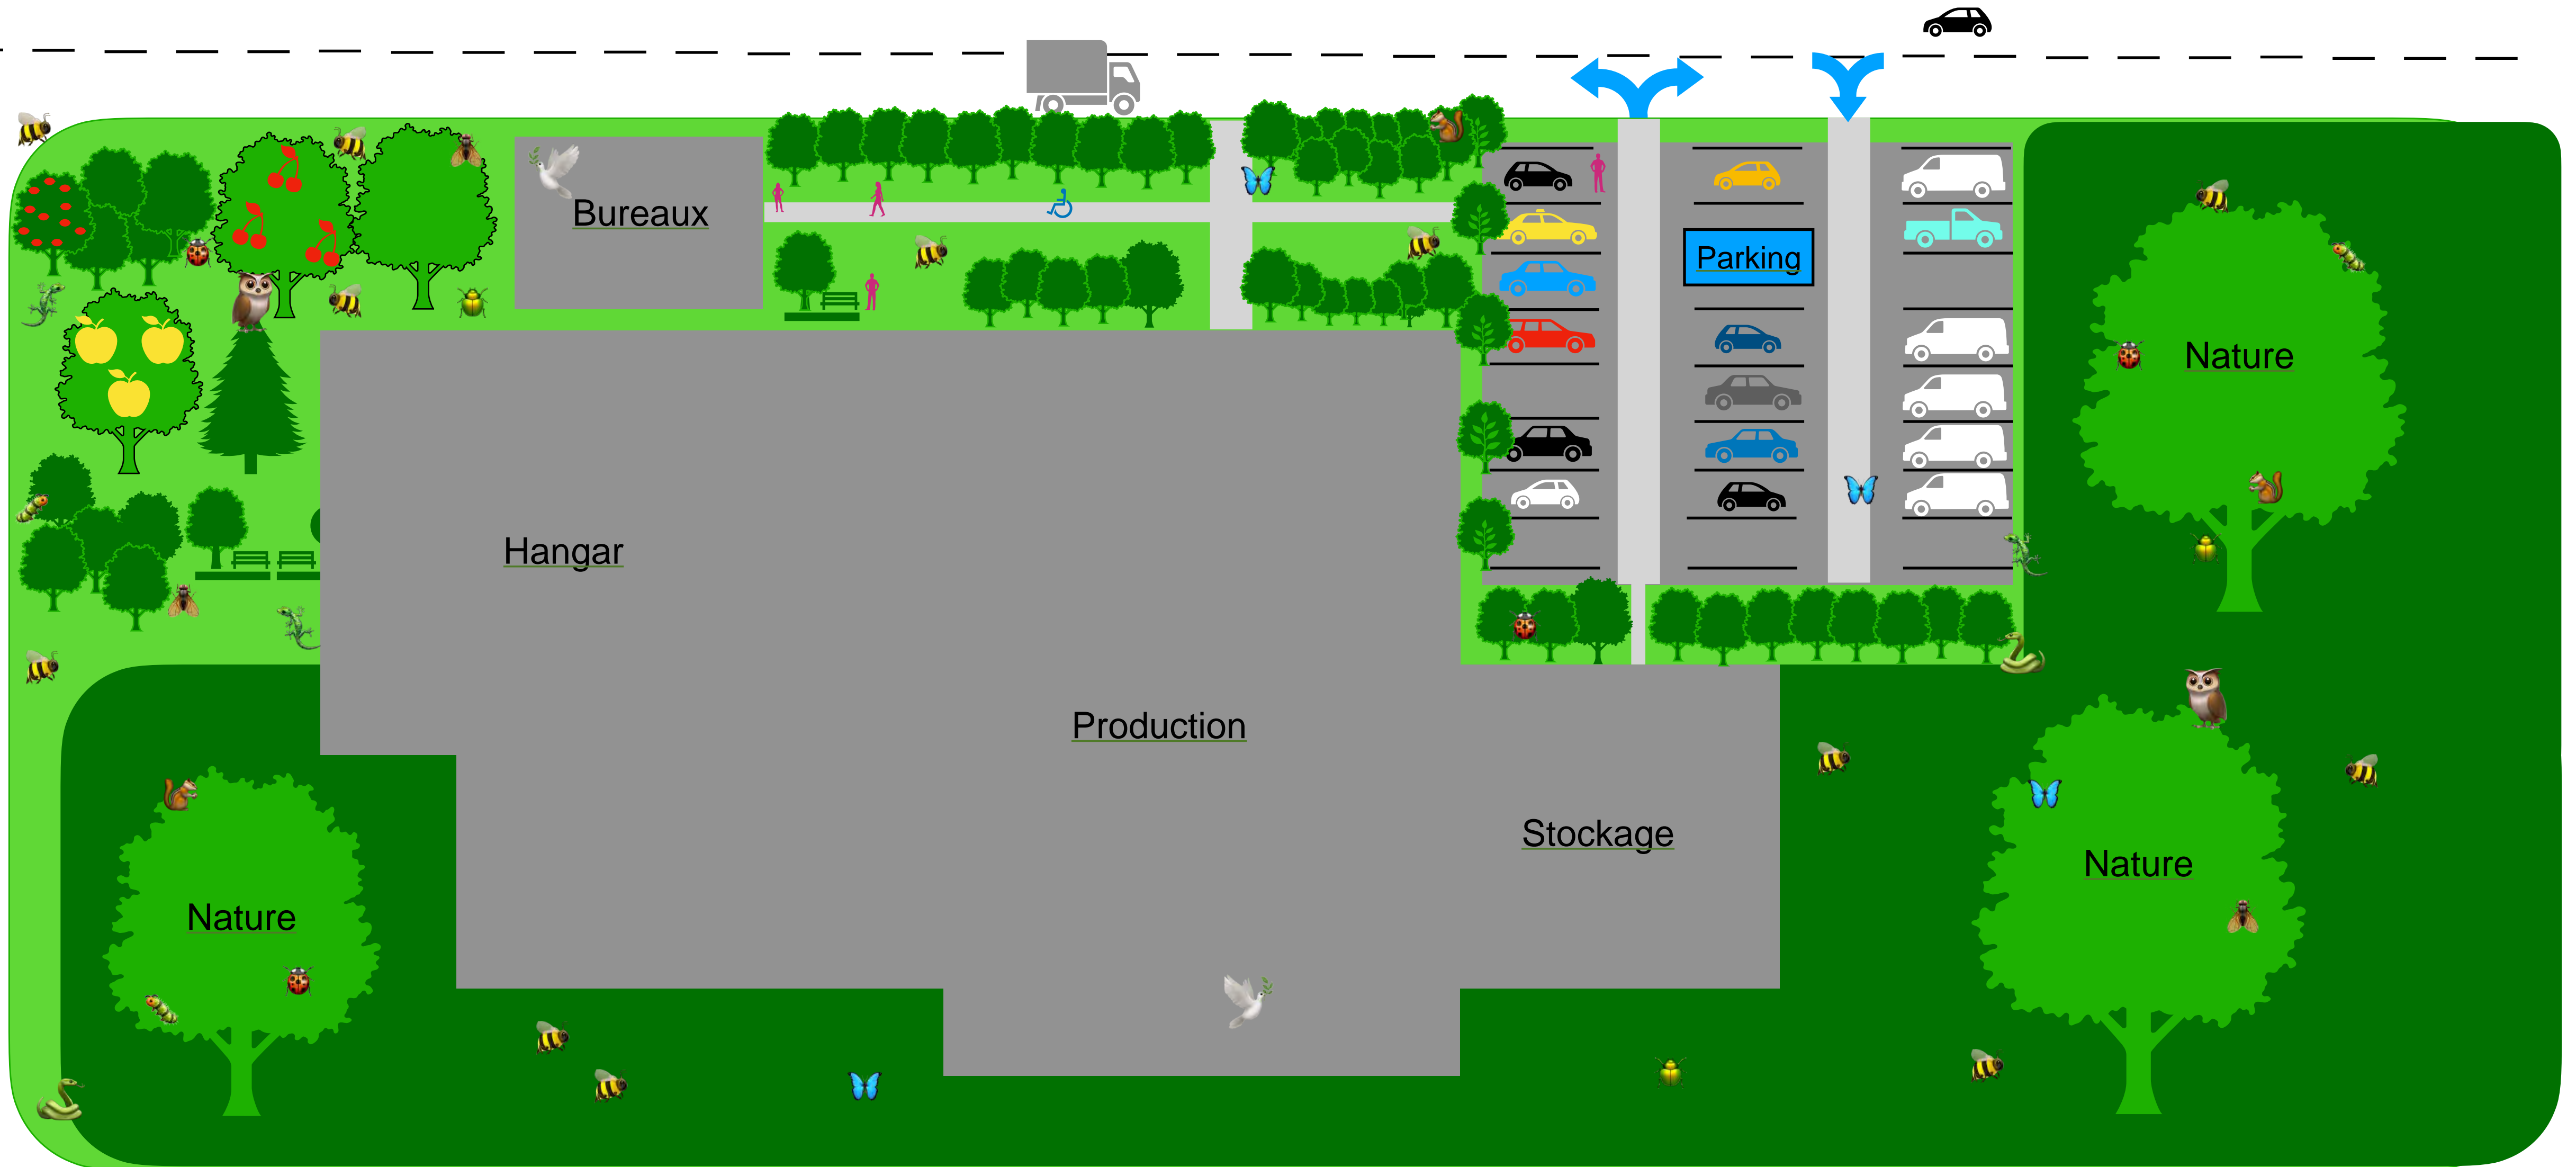 Bureaux
Parking
Nature
Hangar
Production
Stockage
Nature
Nature